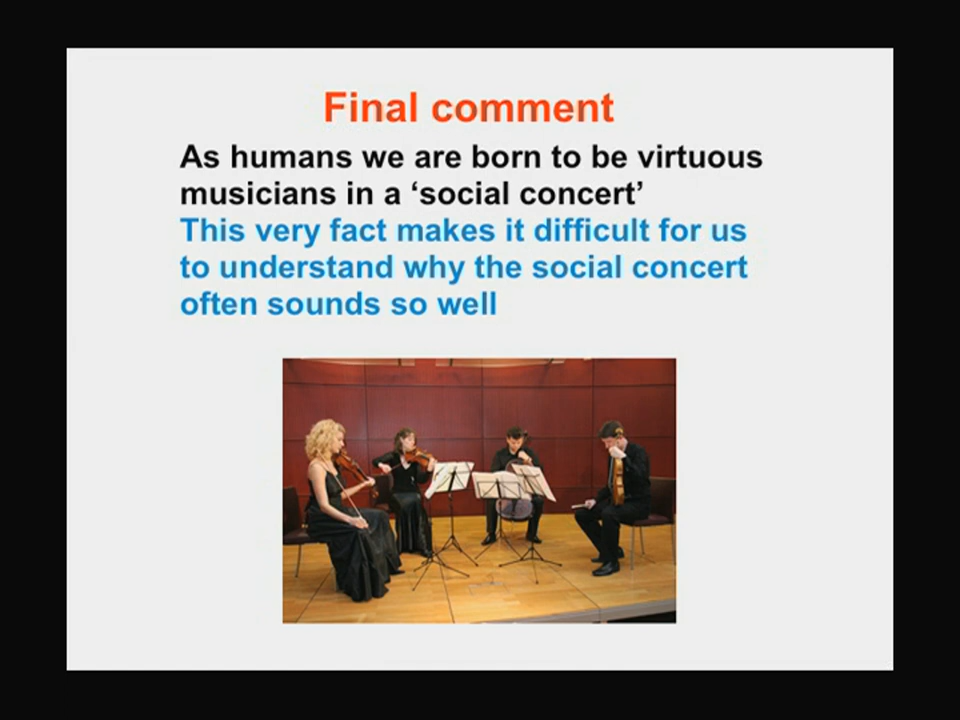 Final comment
As humans we are born to be virtuous
musicians in a ‘social concert’
This very fact makes it difficult for us
to understand why the social concert
often sounds so well